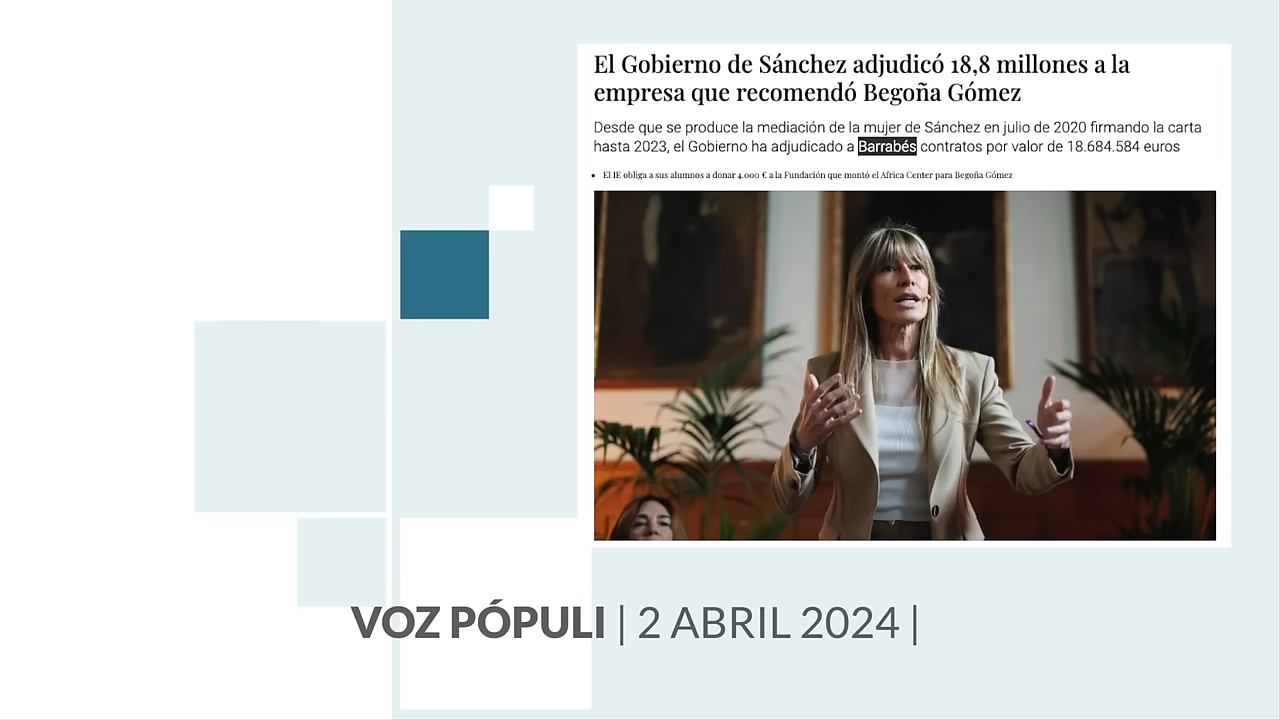 El Gobierno de Sánchez adjudicó 18,8 millones a la
empresa que recomendó Begoña Gómez
Desde que se produce la mediación de la mujer de Sánchez en julio de 2020 firmando la carta
hasta 2023, el Gobierno ha adjudicado a Barrabés contratos por valor de 18.684.584 euros
• El IE obliga a sus alumnos a donar 4.000 € a la Fundación que montó el Africa Center para Begoña Gómez
VOZ PÓPULI | 2 ABRIL 2024 |